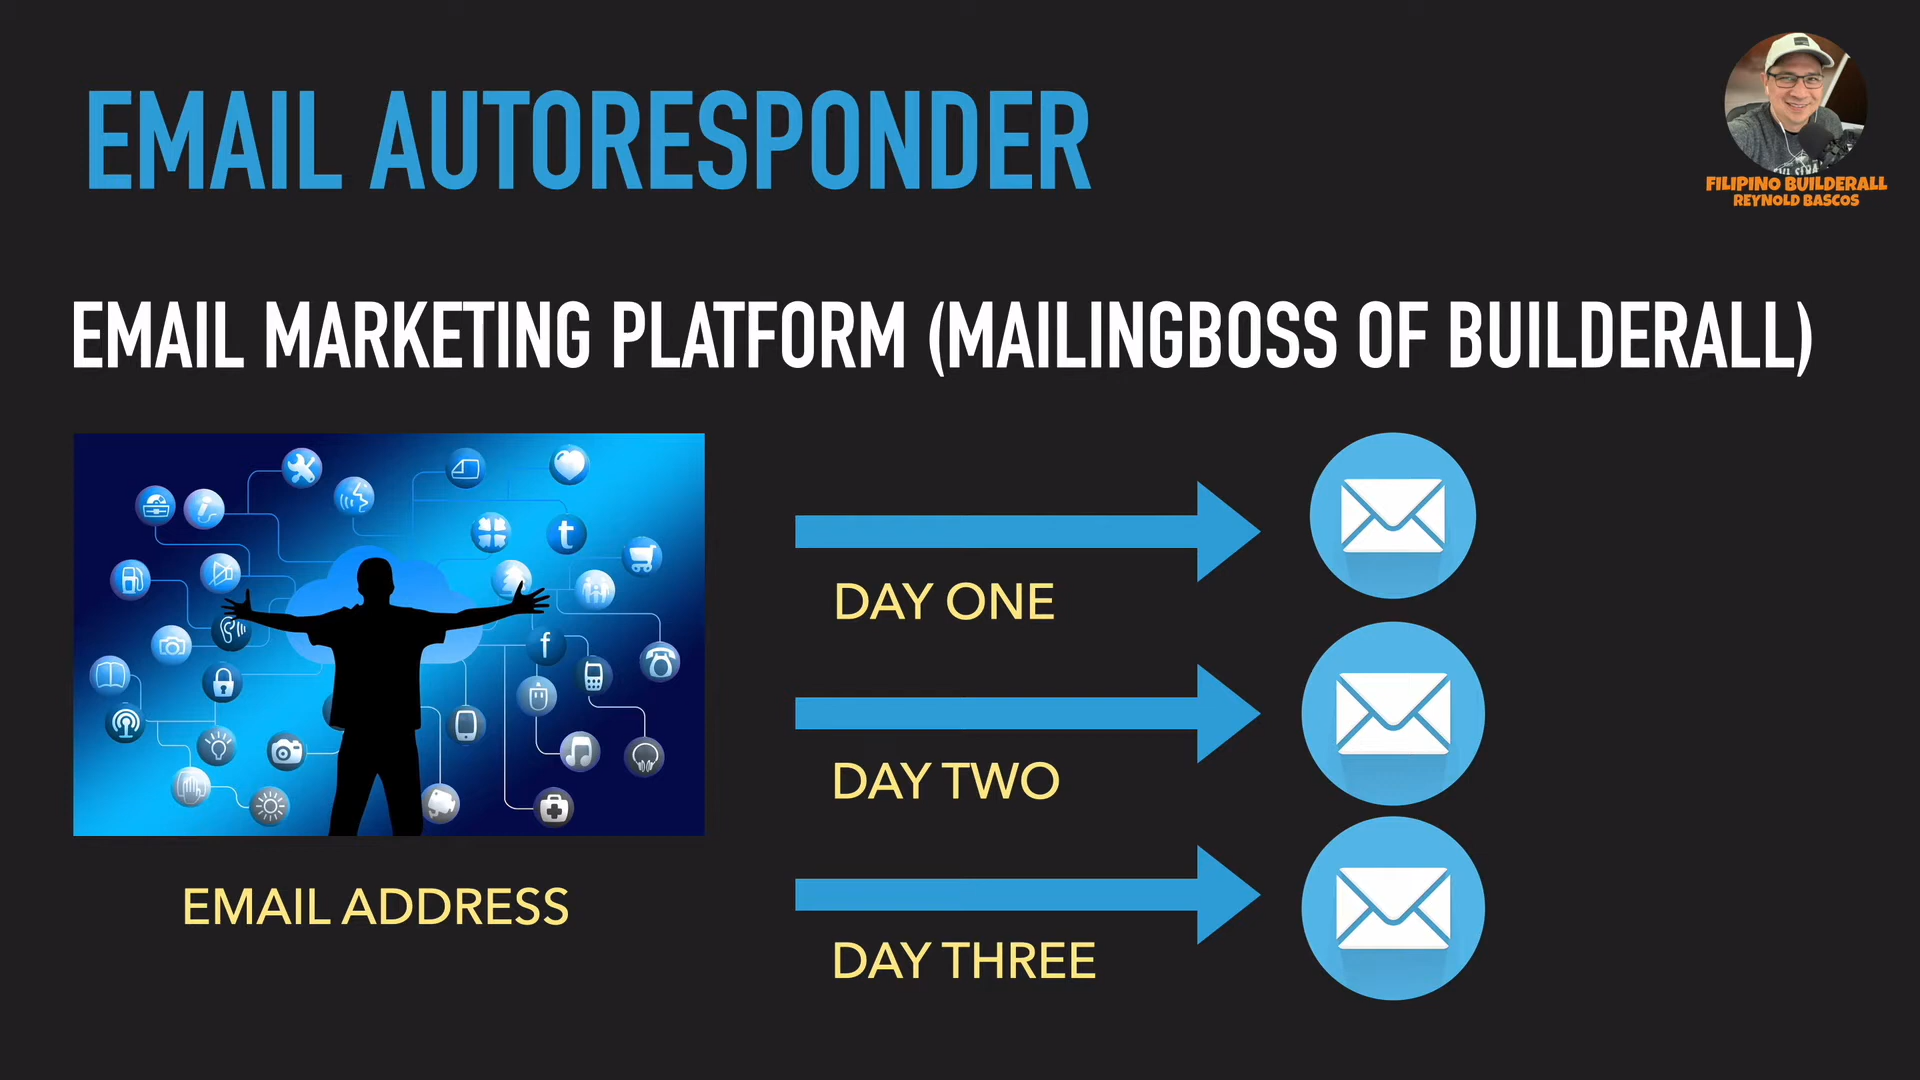 EMAIL AUTORESPONDER
FILIPINO BUILDERALL
REYNOLD BASCOS
EMAIL MARKETING PLATFORM (MAILINGBOSS OF BUILDERALL)
t
f
DAY ONE
DAY TWO
EMAIL ADDRESS
DAY THREE